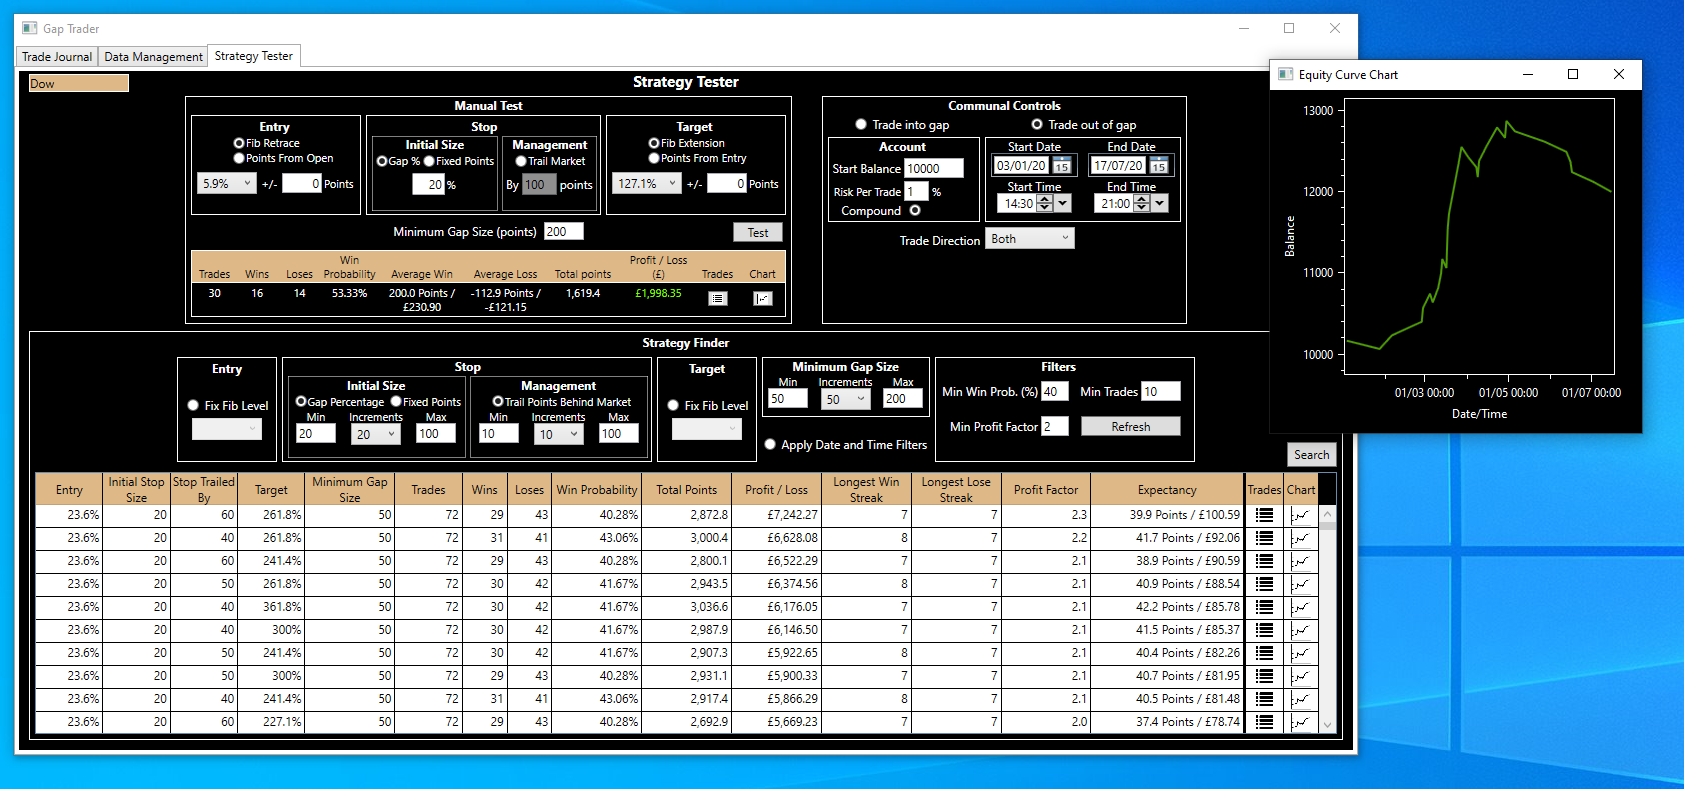 Gap Trader
Trade Journal
Data Management
Strategy Tester
Dow
Strategy Tester
Manual Test
Entry
Fib Retrace
Points From Open
5.9%
+/-
0
Points
Stop
Initial Size
Gap %
Fixed Points
20
%
Management
Trail Market
By
100
points
Target
Fib Extension
Points From Entry
127.1%
+/-
0
Points
Minimum Gap Size (points)
200
Test
Trades
Wins
Loses
Win
Probability
Average Win
Average Loss
Total points
Profit / Loss
(£)
Trades
Chart
30
16
14
53.33%
200.0 Points /
£230.90
-112.9 Points /
-£121.15
1,619.4
£1,998.35
Communal Controls
Trade into gap
Trade out of gap
Account
Start Balance
10000
Risk Per Trade
1
%
Compound
Start Date
End Date
03/01/20
15
17/07/20
15
Start Time
End Time
14:30
21:00
Trade Direction
Both
Equity Curve Chart
13000
12000
11000
10000
Balance
01/03 00:00
01/05 00:00
01/07 00:00
Date/Time
Strategy Finder
Entry
Fix Fib Level
Stop
Initial Size
Gap Percentage
Fixed Points
Min
Increments
Max
20
20
100
Management
Trail Points Behind Market
Min
Increments
Max
10
10
100
Target
Fix Fib Level
Minimum Gap Size
Min
Increments
Max
50
50
200
Apply Date and Time Filters
Filters
Min Win Prob. (%)
40
Min Trades
10
Min Profit Factor
2
Refresh
Search
Entry
Initial Stop
Size
Stop Trailed
By
Target
Minimum Gap
Size
Trades
Wins
Loses
Win Probability
Total Points
Profit / Loss
Longest Win
Streak
Longest Lose
Streak
Profit Factor
Expectancy
Trades
Chart
23.6% 20 60 261.8% 50 72 29 43 40.28% 2,872.8 £7,242.27 7 7 2.3 39.9 Points / £100.59
23.6% 20 40 261.8% 50 72 31 41 43.06% 3,000.4 £6,628.08 8 7 2.2 41.7 Points / £92.06
23.6% 20 60 241.4% 50 72 29 43 40.28% 2,800.1 £6,522.29 7 7 2.1 38.9 Points / £90.59
23.6% 20 50 261.8% 50 72 30 42 41.67% 2,943.5 £6,374.56 8 7 2.1 40.9 Points / £88.54
23.6% 20 40 361.8% 50 72 30 42 41.67% 3,036.6 £6,176.05 7 7 2.1 42.2 Points / £85.78
23.6% 20 40 300% 50 72 30 42 41.67% 2,987.9 £6,146.50 7 7 2.1 41.5 Points / £85.37
23.6% 20 50 241.4% 50 72 30 42 41.67% 2,907.3 £5,922.65 8 7 2.1 40.4 Points / £82.26
23.6% 20 50 300% 50 72 29 43 40.28% 2,931.1 £5,900.33 7 7 2.1 40.7 Points / £81.95
23.6% 20 40 241.4% 50 72 31 41 43.06% 2,917.4 £5,866.29 8 7 2.1 40.5 Points / £81.48
23.6% 20 60 227.1% 50 72 29 43 40.28% 2,692.9 £5,669.23 7 7 2.0 37.4 Points / £78.74